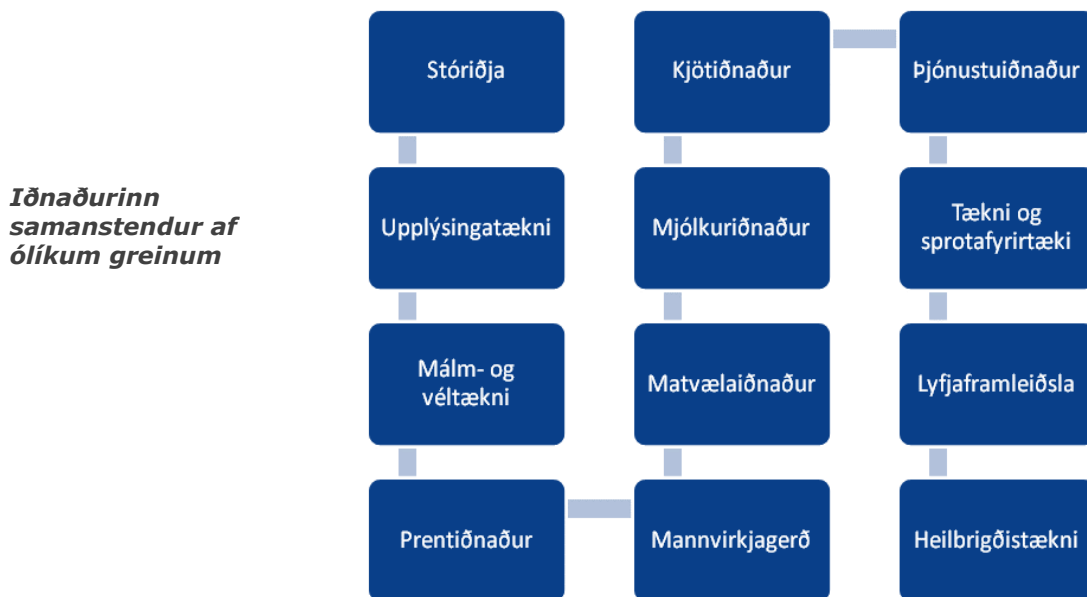 Iðnaðurinn
samanstendur af
ólíkum greinum
Stóriðja
Upplýsingatækni
Málm- og
véltækni
Prentiðnaður
Mannvirkjagerð
Matvælaiðnaður
Mjólkuriðnaður
Kjötiðnaður
Þjónustuiðnaður
Tækni og
sprotafyrirtæki
Lyfjaframleiðsla
Heilbrigðistækni